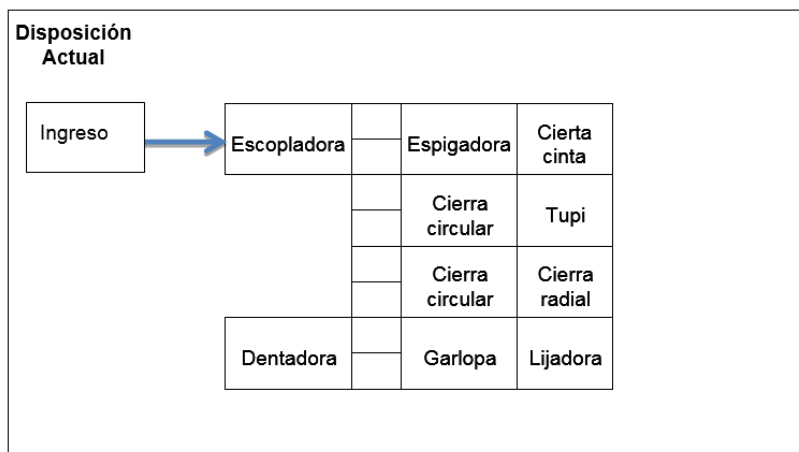 Disposición
Actual
Ingreso
Escopladora
Espigadora
Cierta
cinta
Cierra
circular
Tupi
Cierra
circular
Cierra
radial
Dentadora
Garlopa
Lijadora